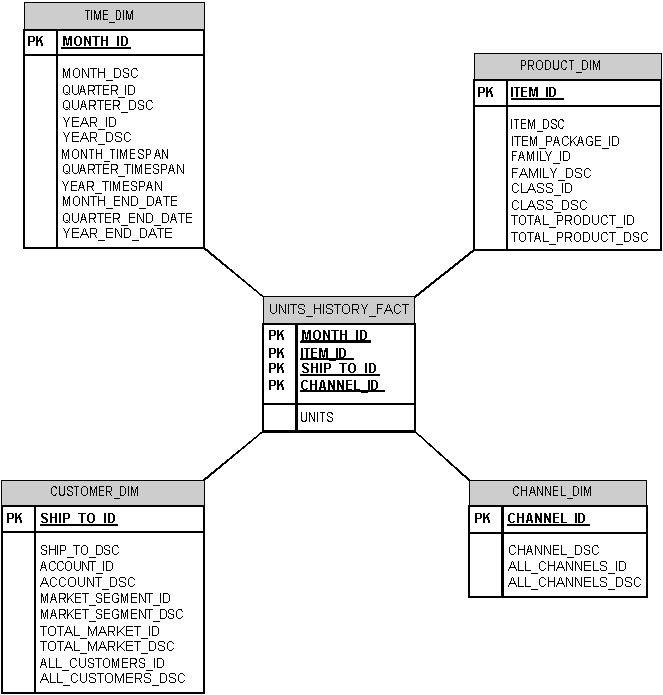 TIME_DIM
PK MONTH_ID
MONTH_DSC
QUARTER_ID
QUARTER_DSC
YEAR_ID
YEAR_DSC
MONTH_TIMESPAN
QUARTER_TIMESPAN
YEAR_TIMESPAN
MONTH_END_DATE
QUARTER_END_DATE
YEAR_END_DATE
PRODUCT_DIM
PK ITEM_ID
ITEM_DSC
ITEM_PACKAGE_ID
FAMILY_ID
FAMILY_DSC
CLASS_ID
CLASS_DSC
TOTAL_PRODUCT_ID
TOTAL_PRODUCT_DSC
UNITS_HISTORY_FACT
PK MONTH_ID
PK ITEM_ID
PK SHIP_TO_ID
PK CHANNEL_ID
UNITS
CUSTOMER_DIM
PK SHIP_TO_ID
SHIP_TO_DSC
ACCOUNT_ID
ACCOUNT_DSC
MARKET_SEGMENT_ID
MARKET_SEGMENT_DSC
TOTAL_MARKET_ID
TOTAL_MARKET_DSC
ALL_CUSTOMERS_ID
ALL_CUSTOMERS_DSC
CHANNEL_DIM
PK CHANNEL_ID
CHANNEL_DSC
ALL_CHANNELS_ID
ALL_CHANNELS_DSC